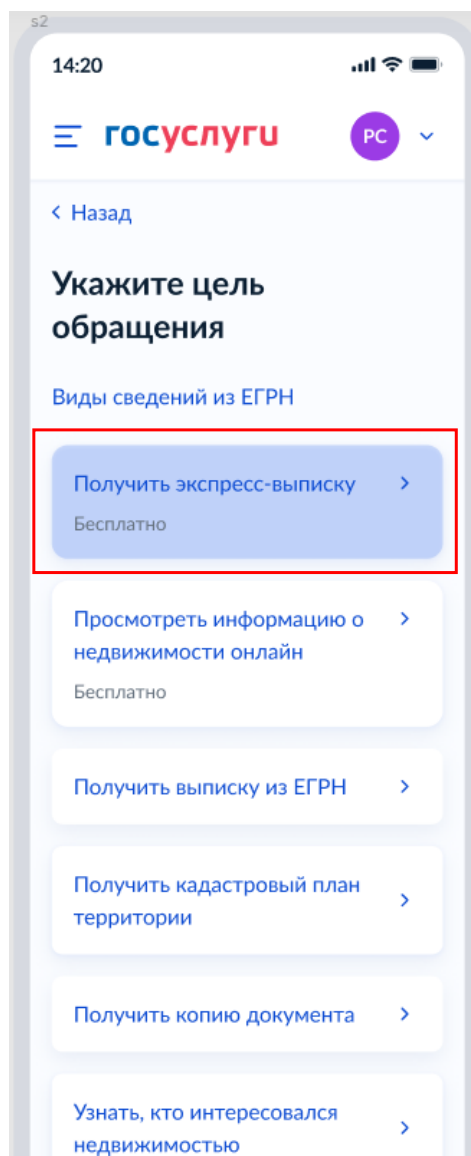 s2
14:20
госуслуги
РС
Назад
Укажите цель
обращения
Виды сведений из ЕГРН
Получить экспресс-выписку
Бесплатно
Просмотреть информацию о
недвижимости онлайн
Бесплатно
Получить выписку из ЕГРН
Получить кадастровый план
территории
Получить копию документа
Узнать, кто интересовался
недвижимостью